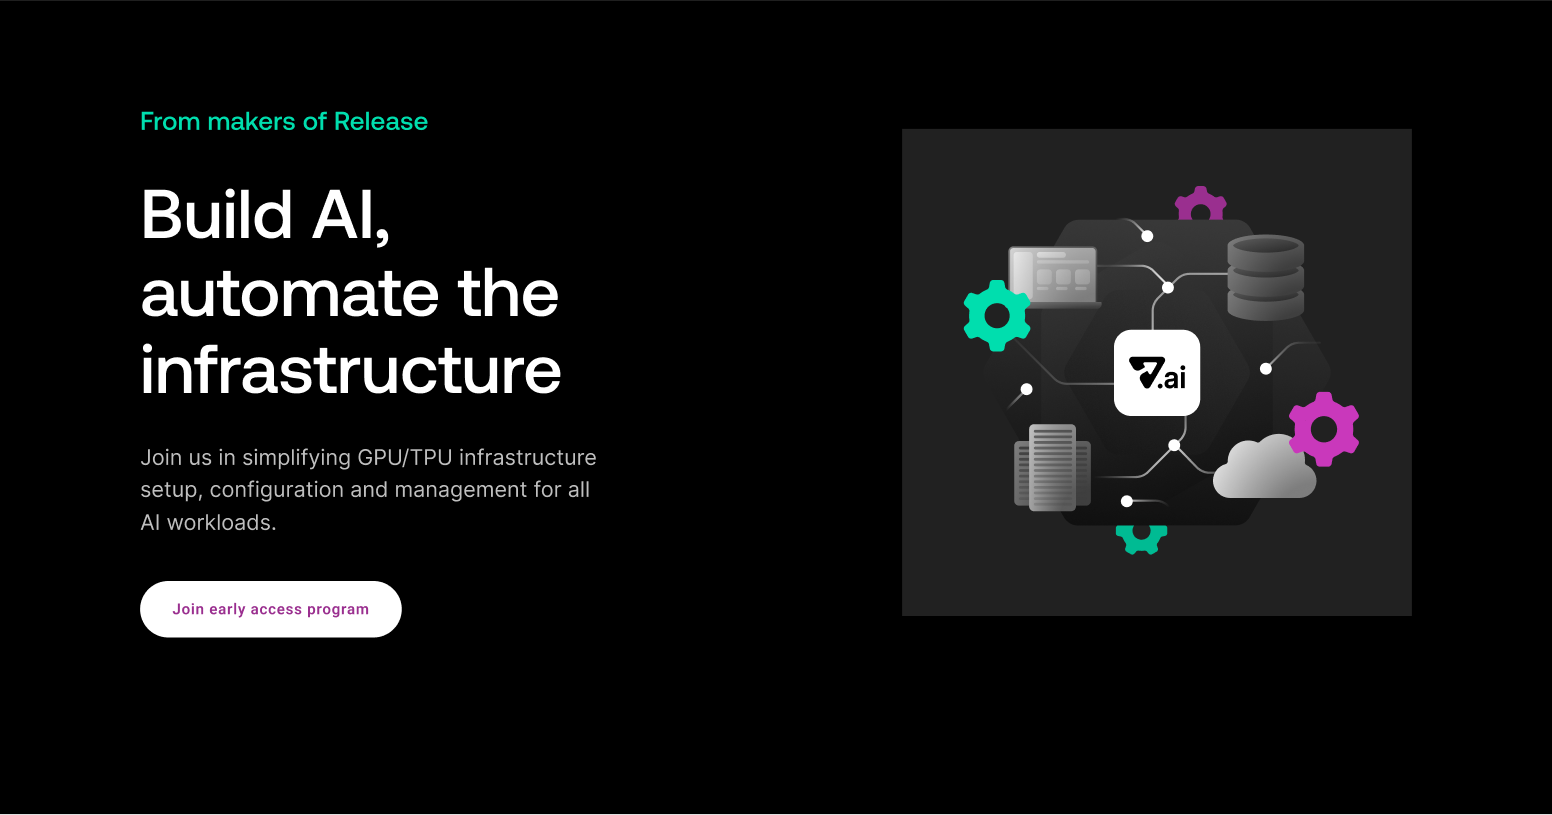 From makers of Release
Build AI,
automate the
infrastructure
Join us in simplifying GPU/TPU infrastructure
setup, configuration and management for all
AI workloads.
Join early access program
.ai